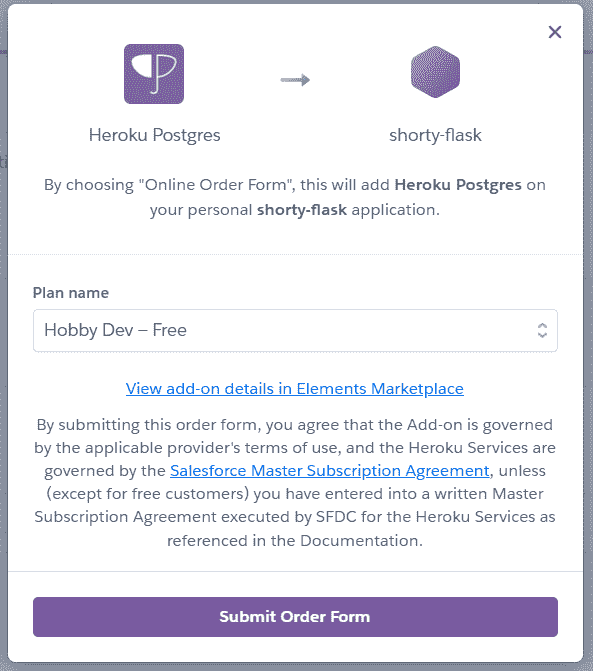 Heroku Postgres
shorty-flask
By choosing "Online Order Form", this will add Heroku Postgres on
your personal shorty-flask application.
Plan name
Hobby Dev – Free
View add-on details in Elements Marketplace
By submitting this order form, you agree that the Add-on is governed
by the applicable provider's terms of use, and the Heroku Services are
governed by the Salesforce Master Subscription Agreement, unless
(except for free customers) you have entered into a written Master
Subscription Agreement executed by SFDC for the Heroku Services as
referenced in the Documentation.
Submit Order Form